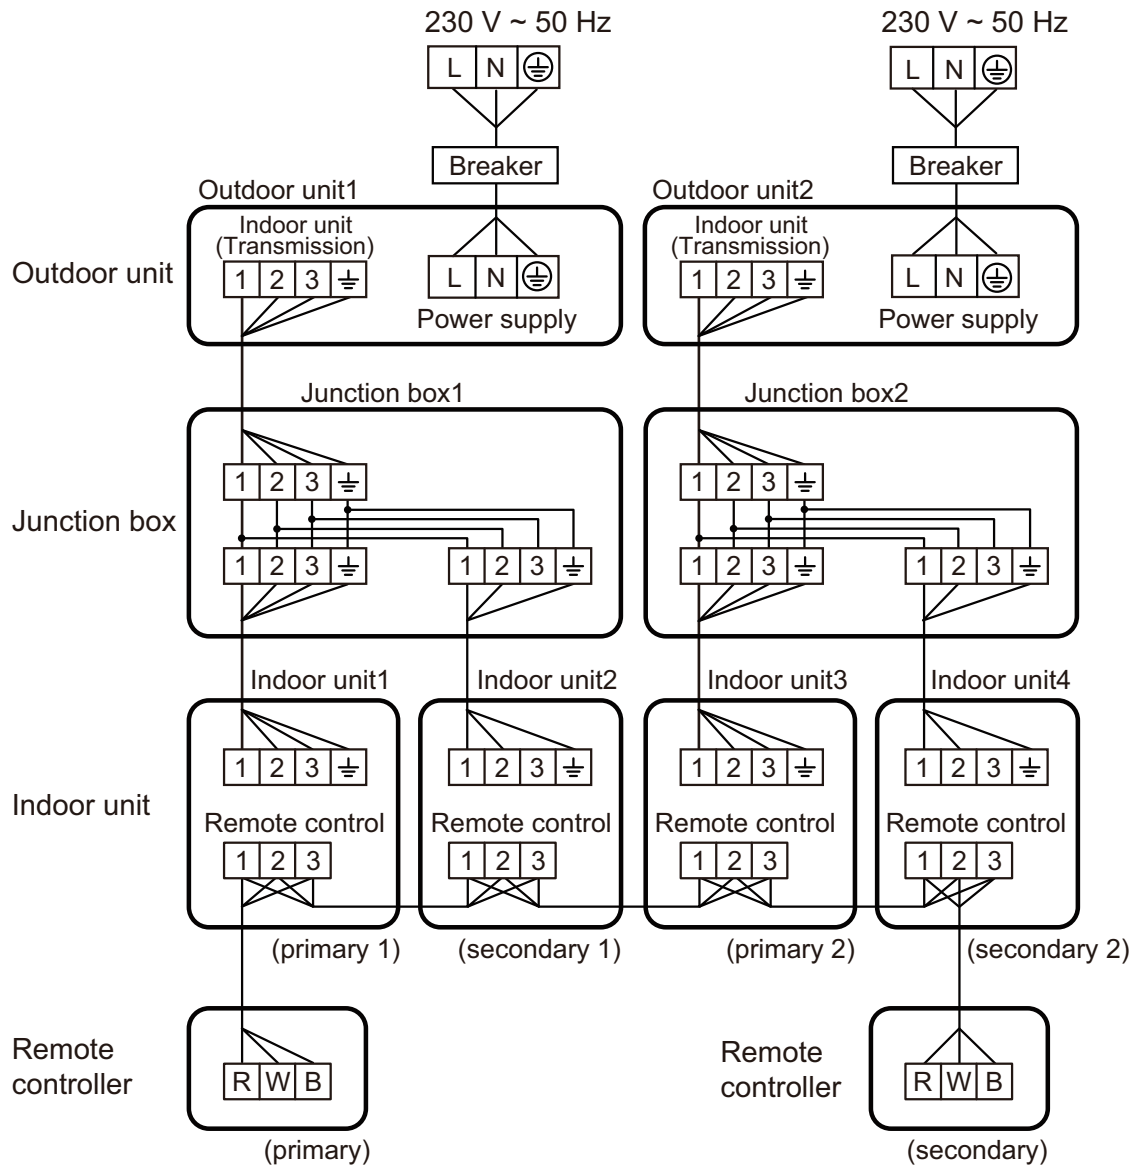 230 V ~ 50 Hz 230 V ~ 50 Hz
L N L N
Breaker Breaker
Outdoor unit1 Outdoor unit2
Indoor unit Indoor unit
(Transmission) (Transmission)
Outdoor unit 1 2 3 L N 1 2 3 L N
Power supply Power supply
Junction box1 Junction box2
1 2 3 1 2 3
Junction box
1 2 3 1 2 3 1 2 3 1 2 3
Indoor unit1 Indoor unit2 Indoor unit3 Indoor unit4
1 2 3 1 2 3 1 2 3 1 2 3
Indoor unit
Remote control Remote control Remote control Remote control
1 2 3 1 2 3 1 2 3 1 2 3
(primary 1) (secondary 1) (primary 2) (secondary 2)
Remote
controller
R W B
(primary)
Remote
controller
R W B
(secondary)